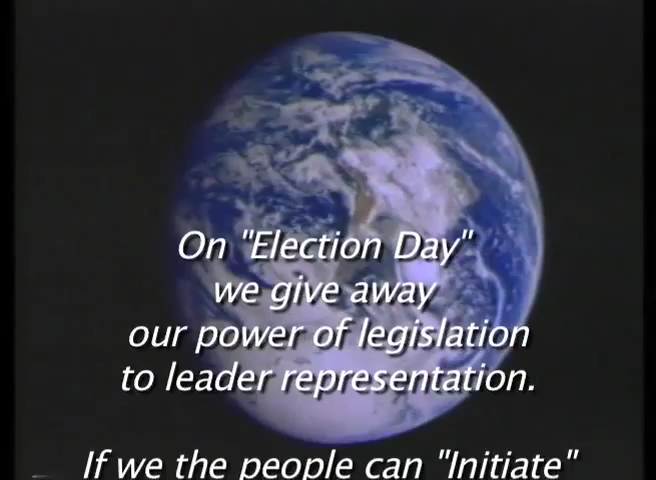 On "Election Day"
we give away
our power of legislation
to leader representation.
If we the people can "Initiate"